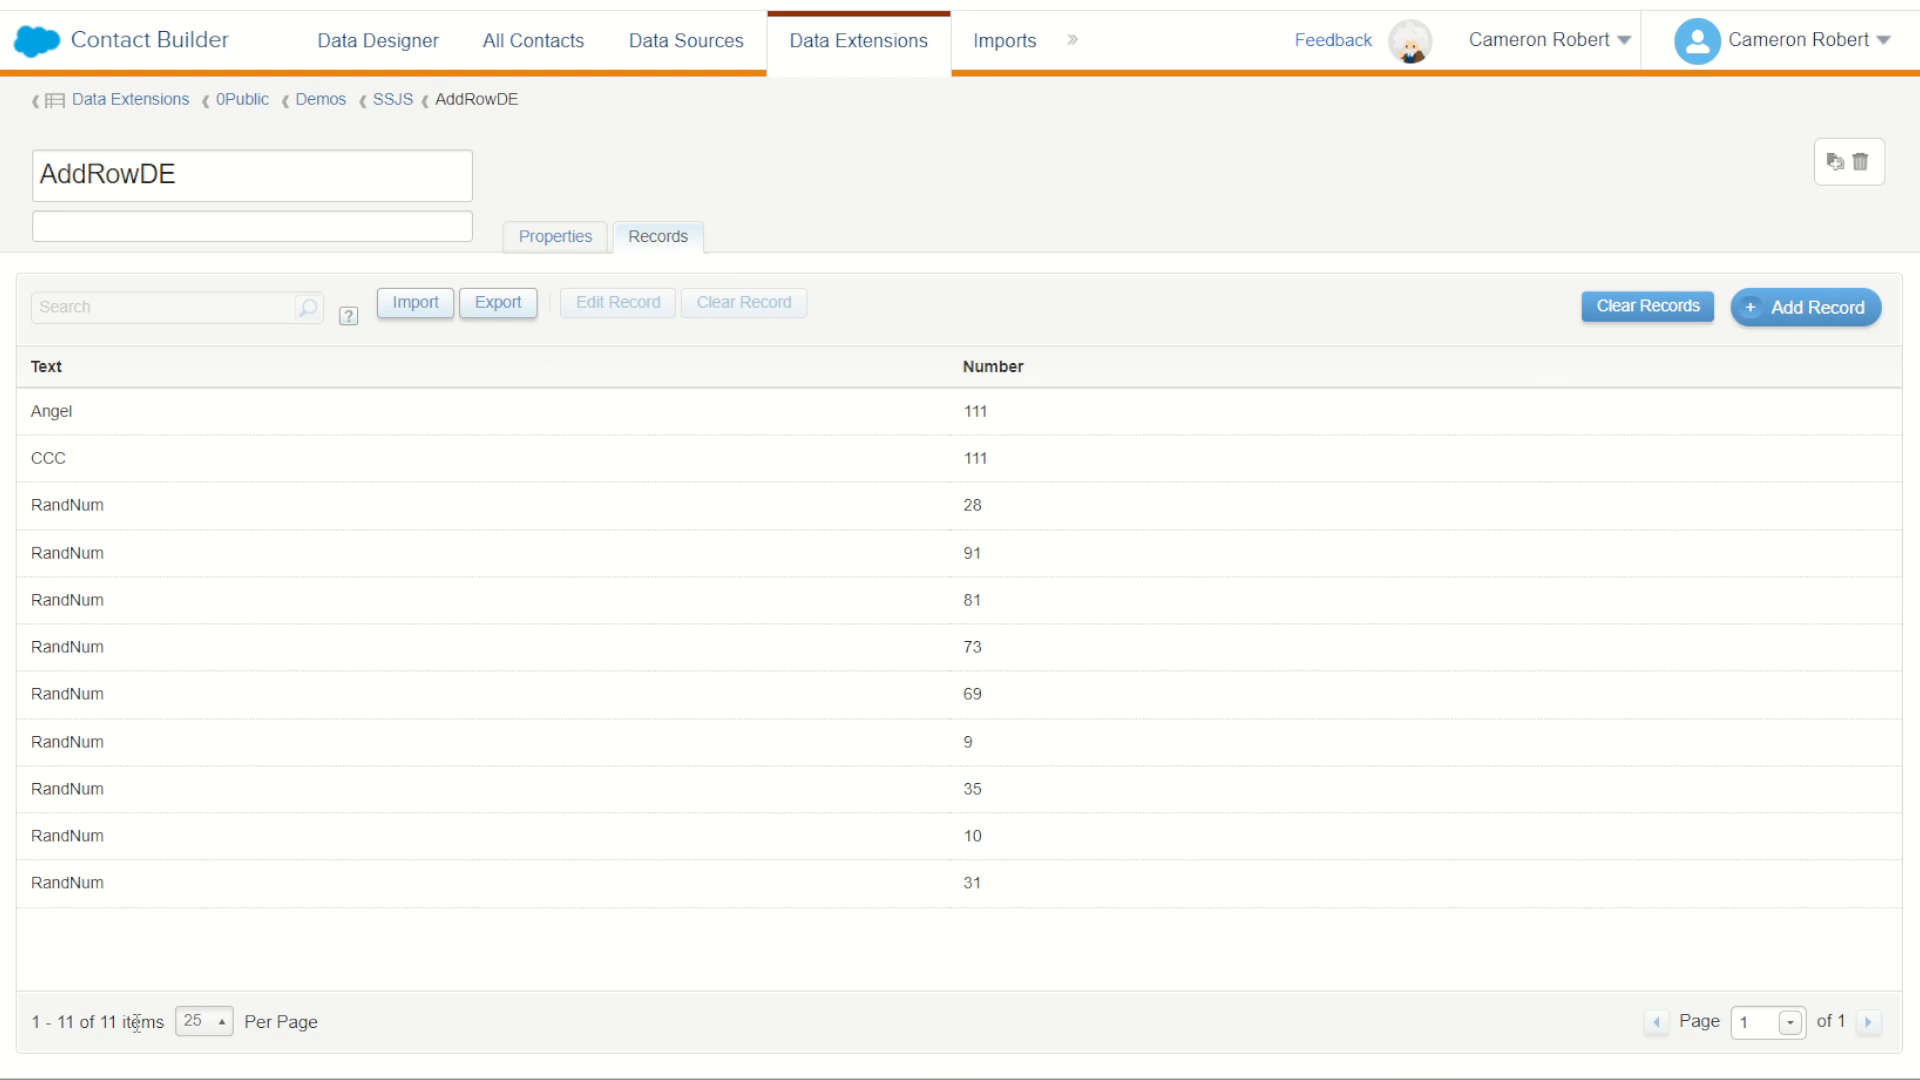 Contact Builder Data Designer All Contacts Data Sources Data Extensions Imports » Feedback Cameron Robert Cameron Robert
Data Extensions 0Public Demos SSJS AddRowDE
AddRowDE
Properties Records
Search ? Import Export Edit Record Clear Record Clear Records + Add Record
Text Number
Angel 111
CCC 111
RandNum 28
RandNum 91
RandNum 81
RandNum 73
RandNum 69
RandNum 9
RandNum 35
RandNum 10
RandNum 31
1 - 11 of 11 items 25 Per Page Page 1 of 1